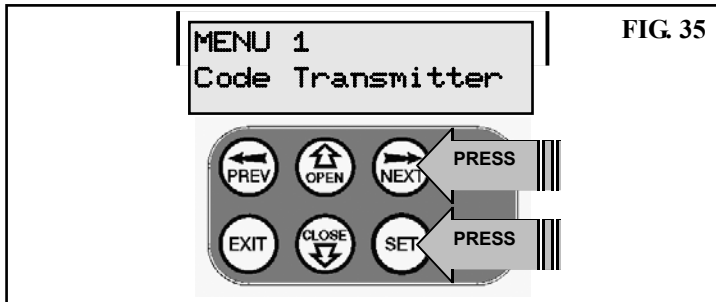 FIG. 35
MENU 1
Code Transmitter
PREV
OPEN
NEXT
PRESS
EXIT
CLOSE
SET
PRESS